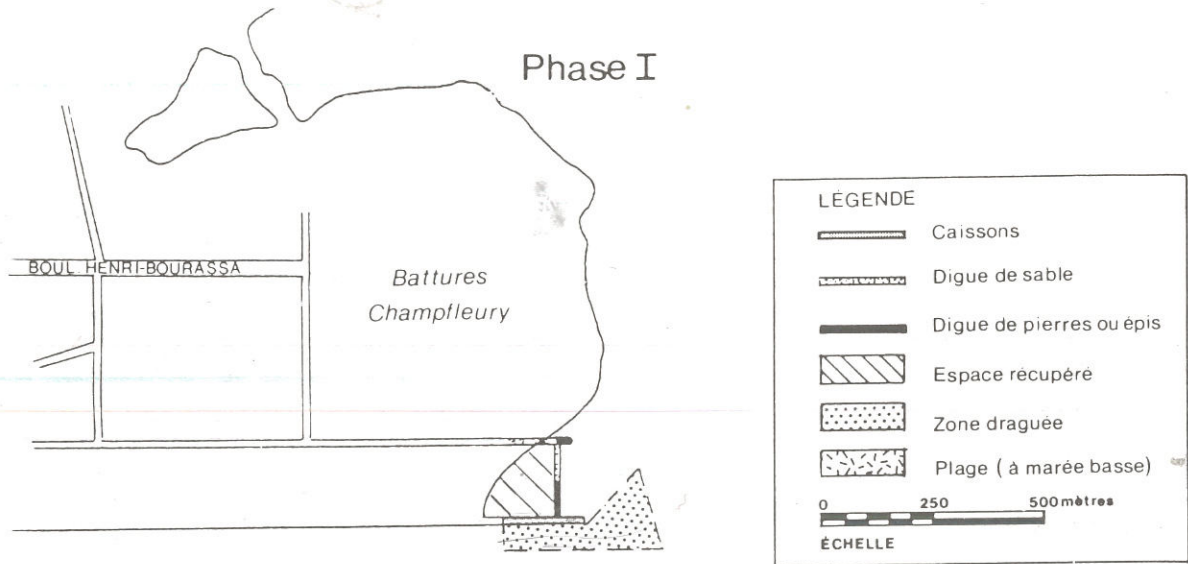 Phase I
BOUL. HENRI-BOURASSA
Battures
Champfleury
LÉGENDE
Caissons
Digue de sable
Digue de pierres ou épis
Espace récupéré
Zone draguée
Plage ( à marée basse)
0 250 500 mètres
ÉCHELLE